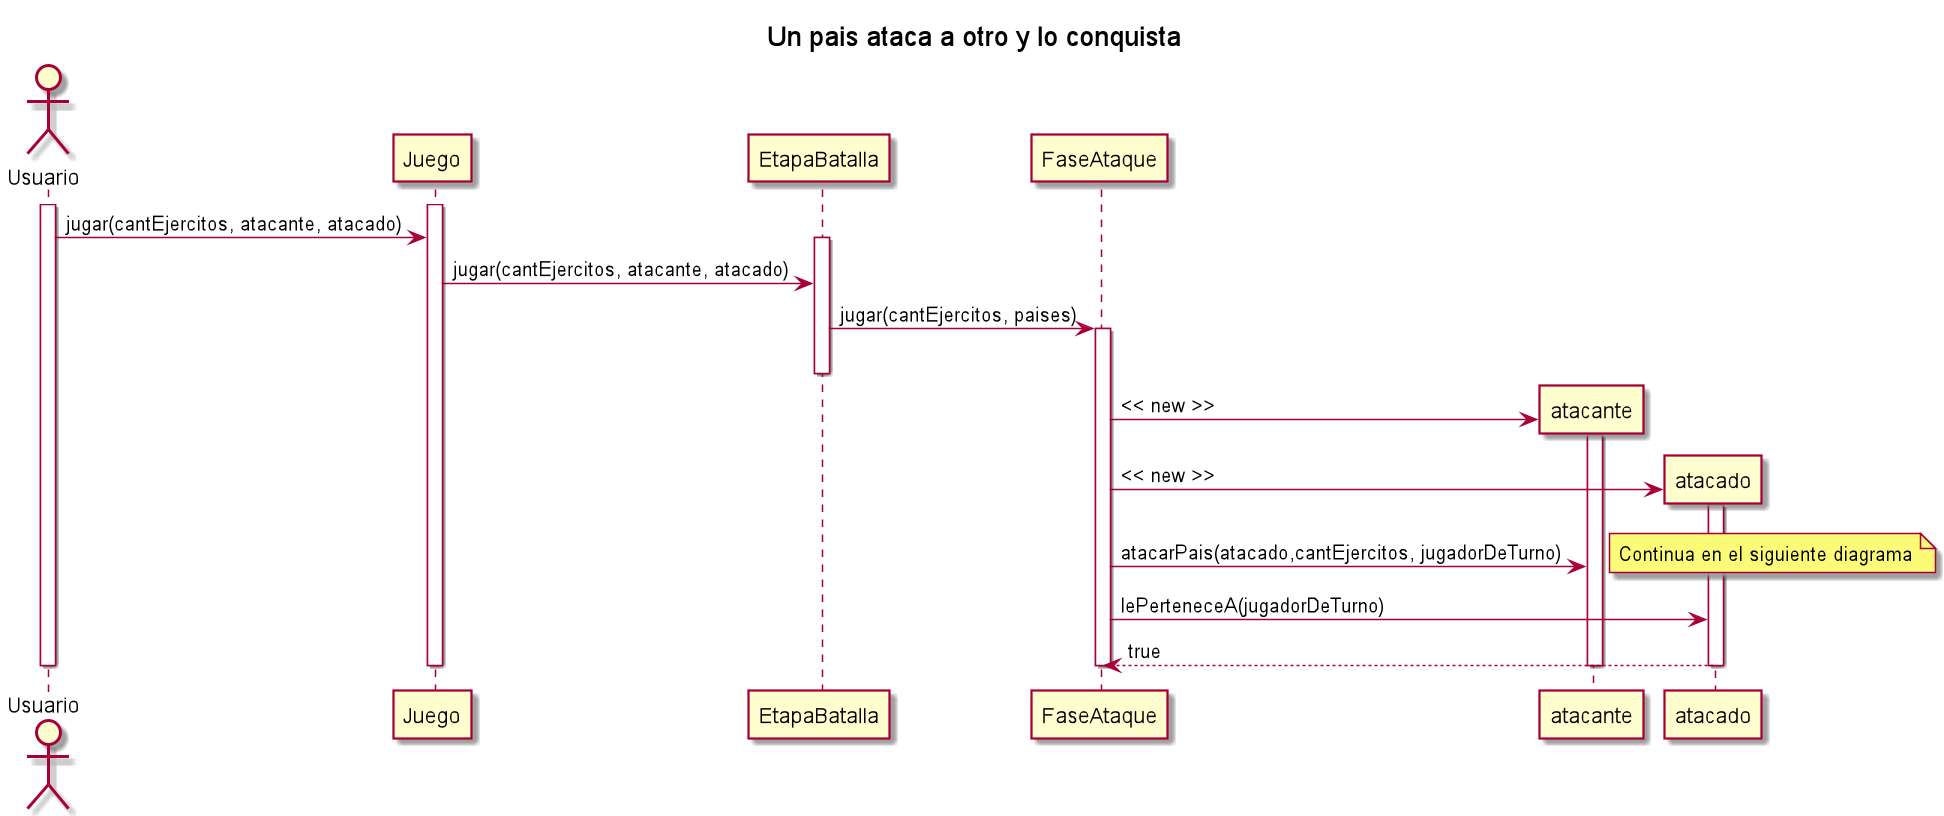 Un pais ataca a otro y lo conquista
Usuario
Juego
EtapaBatalla
FaseAtaque
jugar(cantEjercitos, atacante, atacado)
jugar(cantEjercitos, atacante, atacado)
jugar(cantEjercitos, paises)
<< new >>
atacante
<< new >>
atacado
atacarPais(atacado,cantEjercitos, jugadorDeTurno)
Continua en el siguiente diagrama
lePerteneceA(jugadorDeTurno)
true
Usuario
Juego
EtapaBatalla
FaseAtaque
atacante
atacado